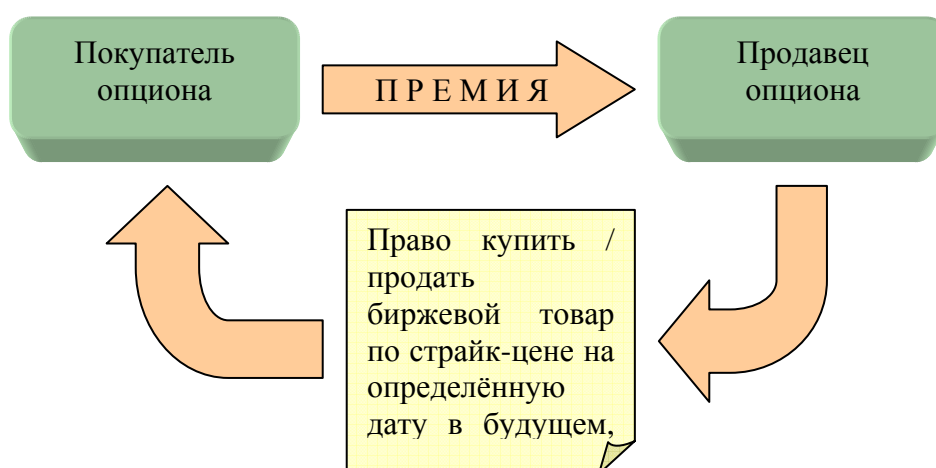 Покупатель
опциона
П Р Е М И Я
Продавец
опциона
Право купить /
продать
биржевой товар
по страйк-цене на
определённую
дату в будущем,